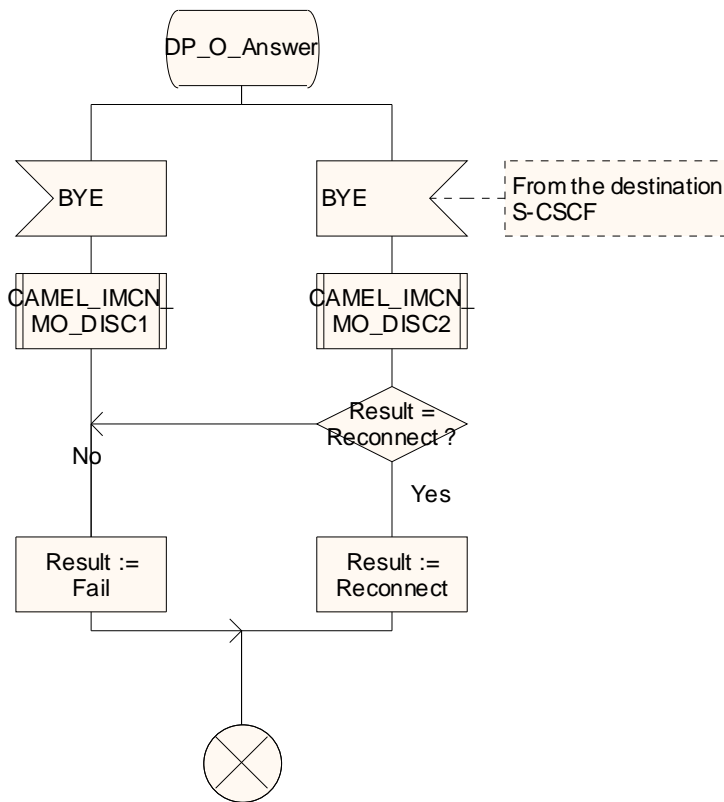 DP_O_Answer
BYE
BYE
From the destination
S-CSCF
CAMEL_IMCN_
MO_DISC1
CAMEL_IMCN_
MO_DISC2
Result =
Reconnect ?
No
Yes
Result :=
Fail
Result :=
Reconnect